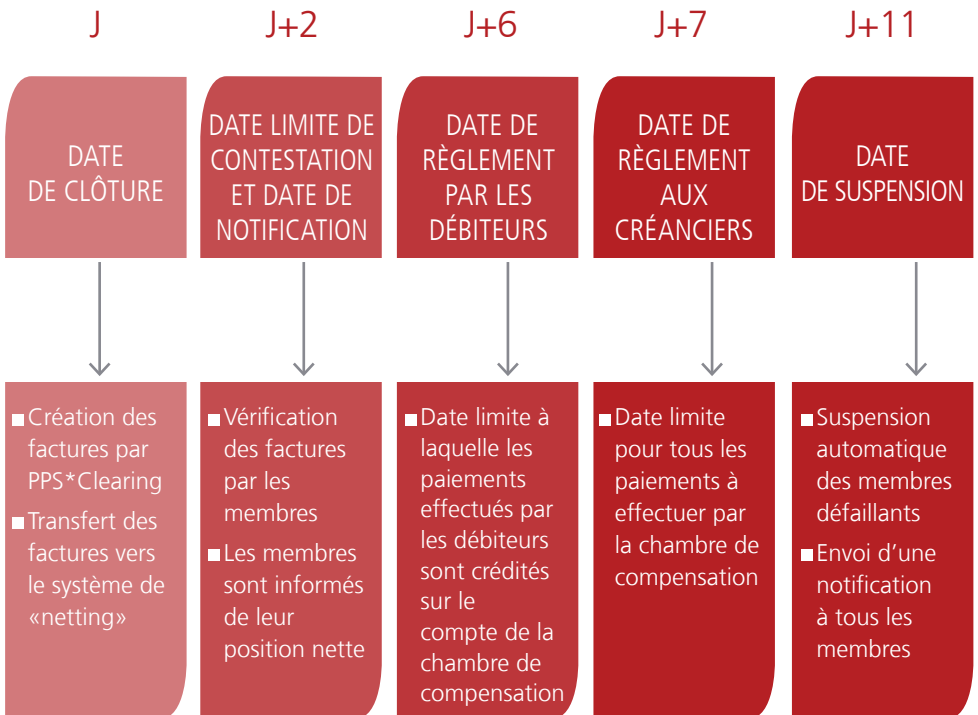 J
J+2
J+6
J+7
J+11
DATE
DE CLÔTURE
DATE LIMITE DE
CONTESTATION
ET DATE DE
NOTIFICATION
DATE DE
RÈGLEMENT
PAR LES
DÉBITEURS
DATE DE
RÈGLEMENT
AUX
CRÉANCIERS
DATE
DE SUSPENSION
Création des
factures par
PPS*Clearing
Transfert des
factures vers
le système de
«netting»
Vérification
des factures
par les
membres
Les membres
sont informés
de leur
position nette
Date limite à
laquelle les
paiements
effectués par
les débiteurs
sont crédités
sur le
compte de la
chambre de
compensation
Date limite
pour tous les
paiements à
effectuer par
la chambre de
compensation
Suspension
automatique
des membres
défaillants
Envoi d’une
notification
à tous les
membres